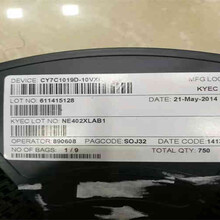 DEVICE: CY7C1019D-10VXI MFG LOC
LOT NO: 611415128 DATE: 21-May-2014
KYEC LOT NO: NE402XLAB1
OPERATOR: 890608 PAGCODE: SOJ32 DATE CODE: 141
NO OF BAGS: 1 / 9 TOTAL QTY: 750